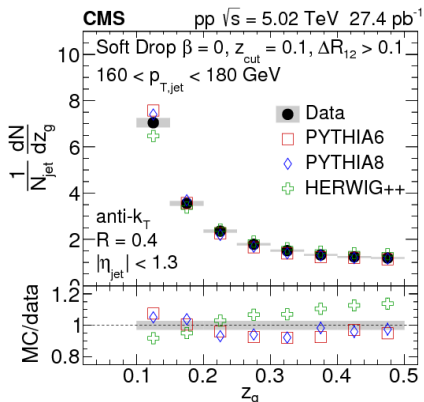 CMS pp √s = 5.02 TeV 27.4 pb⁻¹
Soft Drop β = 0, z_cut = 0.1, ΔR₁₂ > 0.1
160 < p_T,jet < 180 GeV
Data
PYTHIA6
PYTHIA8
HERWIG++
anti-k_T
R = 0.4
|η_jet| < 1.3
1/N_jet dN/dz_g
10
8
6
4
2
MC/data
1.2
1
0.8
0.1 0.2 0.3 0.4 0.5
z_g